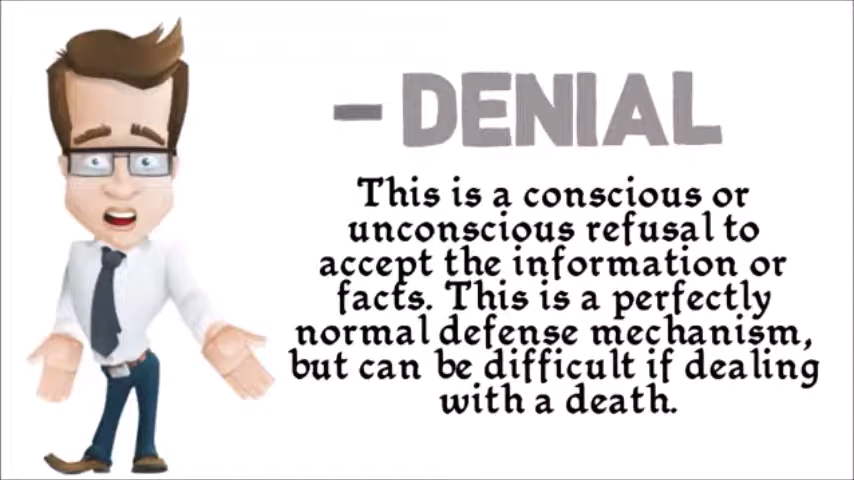 - DENIAL
This is a conscious or
unconscious refusal to
accept the information or
facts. This is a perfectly
normal defense mechanism,
but can be difficult if dealing
with a death.